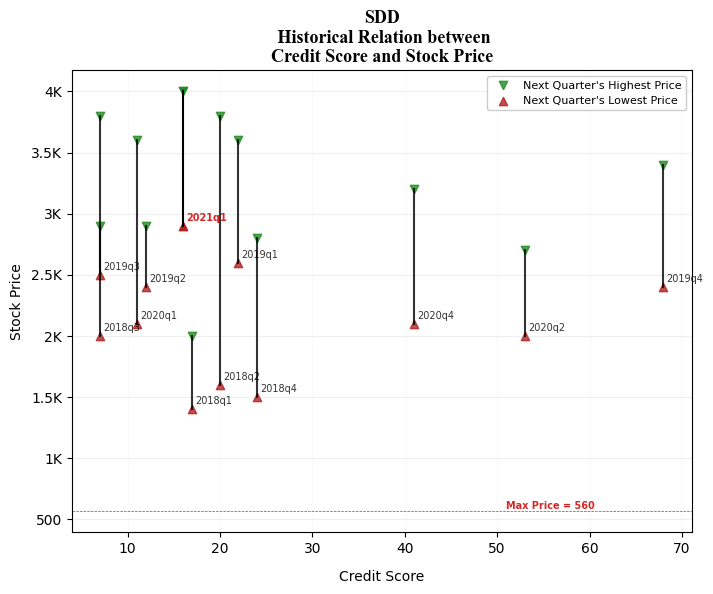 SDD
Historical Relation between
Credit Score and Stock Price
Next Quarter's Highest Price
Next Quarter's Lowest Price
4K
3.5K
3K
2.5K
2K
1.5K
1K
500
Stock Price
2021q1
2019q3
2019q2
2019q1
2019q4
2018q3
2020q1
2020q4
2020q2
2018q2
2018q4
2018q1
Max Price = 560
10
20
30
40
50
60
70
Credit Score